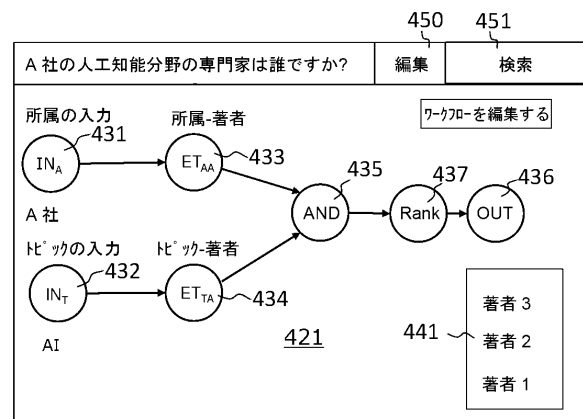 450
451
A社の人工知能分野の専門家は誰ですか?
編集
検索
所属の入力
431
所属-著者
ﾜｰｸﾌﾛｰを編集する
IN_A
ET_AA
433
435
437
436
A社
AND
Rank
OUT
ﾄﾋﾟｯｸの入力
432
ﾄﾋﾟｯｸ-著者
IN_T
ET_TA
434
AI
421
441
著者 3
著者 2
著者 1